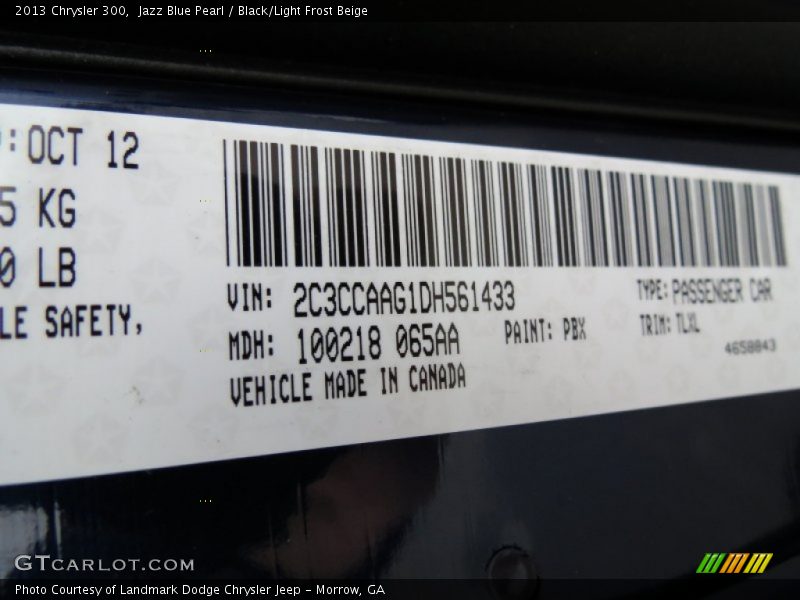 2013 Chrysler 300, Jazz Blue Pearl / Black/Light Frost Beige
:OCT 12
5 KG
0 LB
LE SAFETY,
VIN: 2C3CCAAG1DH561433
TYPE: PASSENGER CAR
MDH: 100218 065AA
PAINT: PBX
TRIM: TLXL
VEHICLE MADE IN CANADA
4658843
GTCARLOT.COM
Photo Courtesy of Landmark Dodge Chrysler Jeep - Morrow, GA